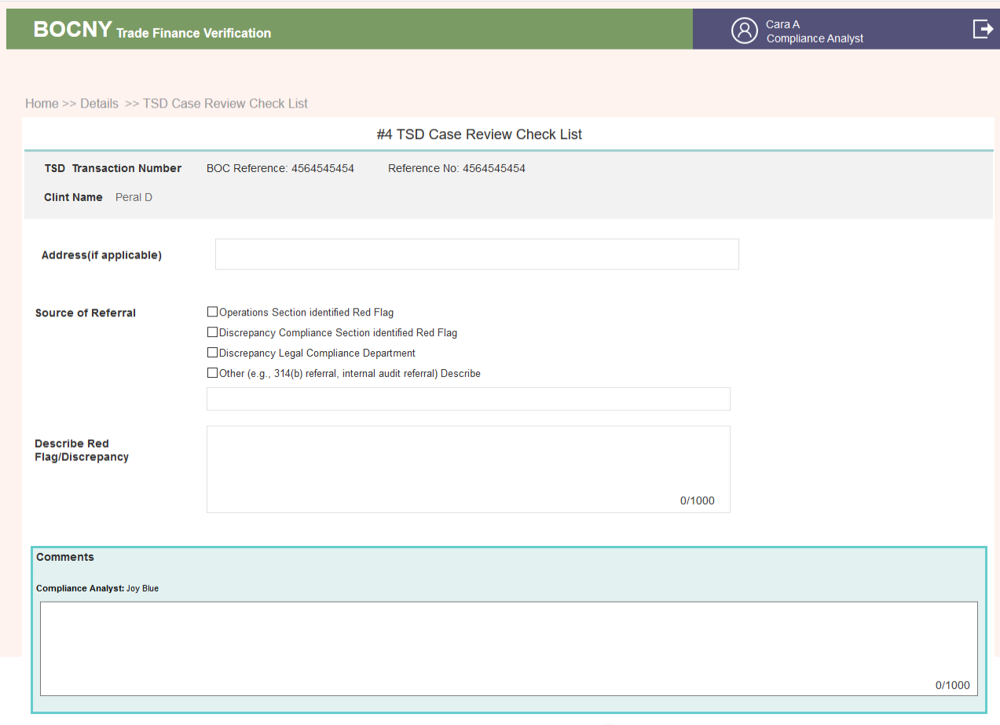 BOCNY Trade Finance Verification
Cara A
Compliance Analyst
Home >> Details >> TSD Case Review Check List
#4 TSD Case Review Check List
TSD Transaction Number BOC Reference: 4564545454 Reference No: 4564545454
Clint Name Peral D
Address(if applicable)
Source of Referral
Operations Section identified Red Flag
Discrepancy Compliance Section identified Red Flag
Discrepancy Legal Compliance Department
Other (e.g., 314(b) referral, internal audit referral) Describe
Describe Red
Flag/Discrepancy
0/1000
Comments
Compliance Analyst: Joy Blue
0/1000